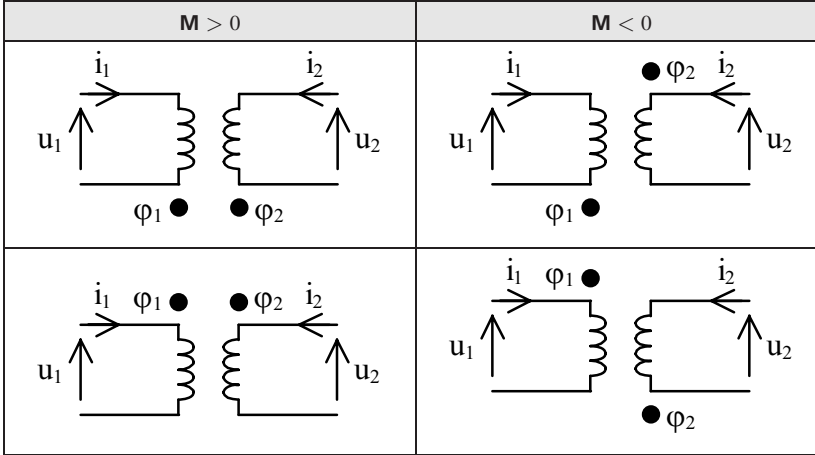 M > 0
M < 0
i₁ i₂
u₁ u₂
φ₁ φ₂
i₁ φ₂ i₂
u₁ u₂
φ₁
i₁ φ₁ φ₂ i₂
u₁ u₂
i₁ φ₁ i₂
u₁ u₂
φ₂